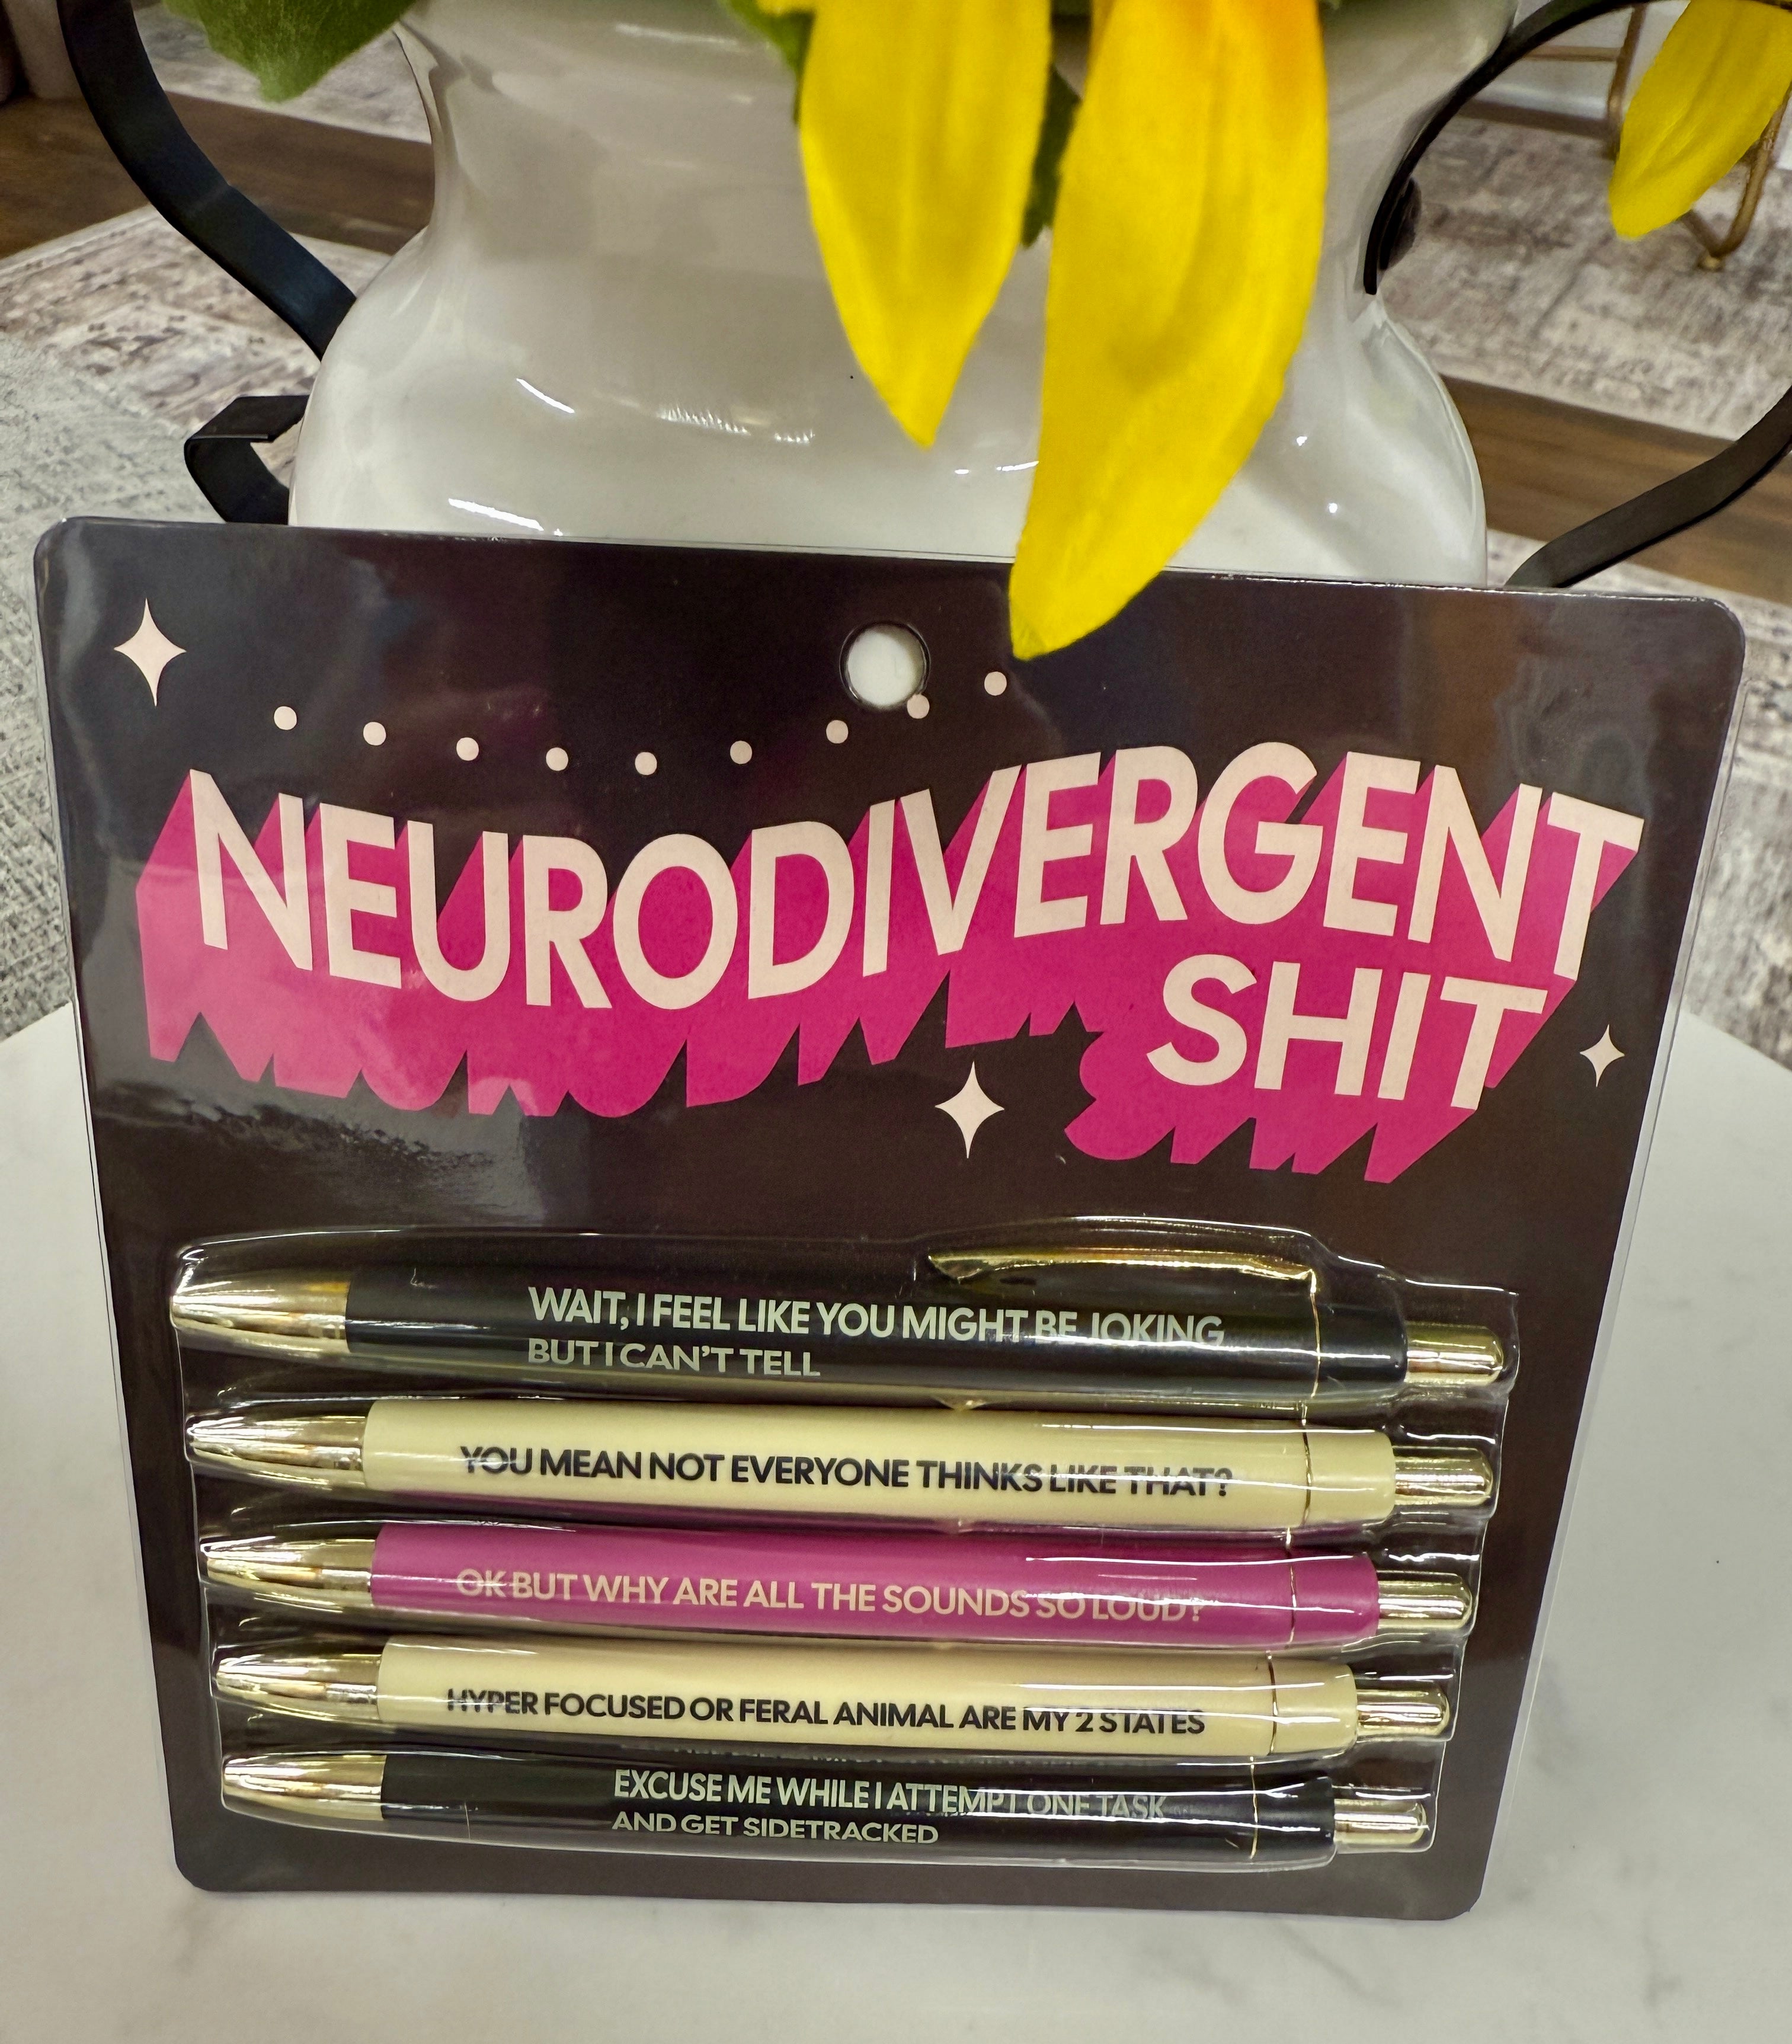 NEURODIVERGENT
SHIT
WAIT, I FEEL LIKE YOU MIGHT BE JOKING
BUT I CAN'T TELL
YOU MEAN NOT EVERYONE THINKS LIKE THAT?
OK BUT WHY ARE ALL THE SOUNDS SO LOUD?
HYPER FOCUSED OR FERAL ANIMAL ARE MY 2 STATES
EXCUSE ME WHILE I ATTEMPT ONE TASK
AND GET SIDETRACKED